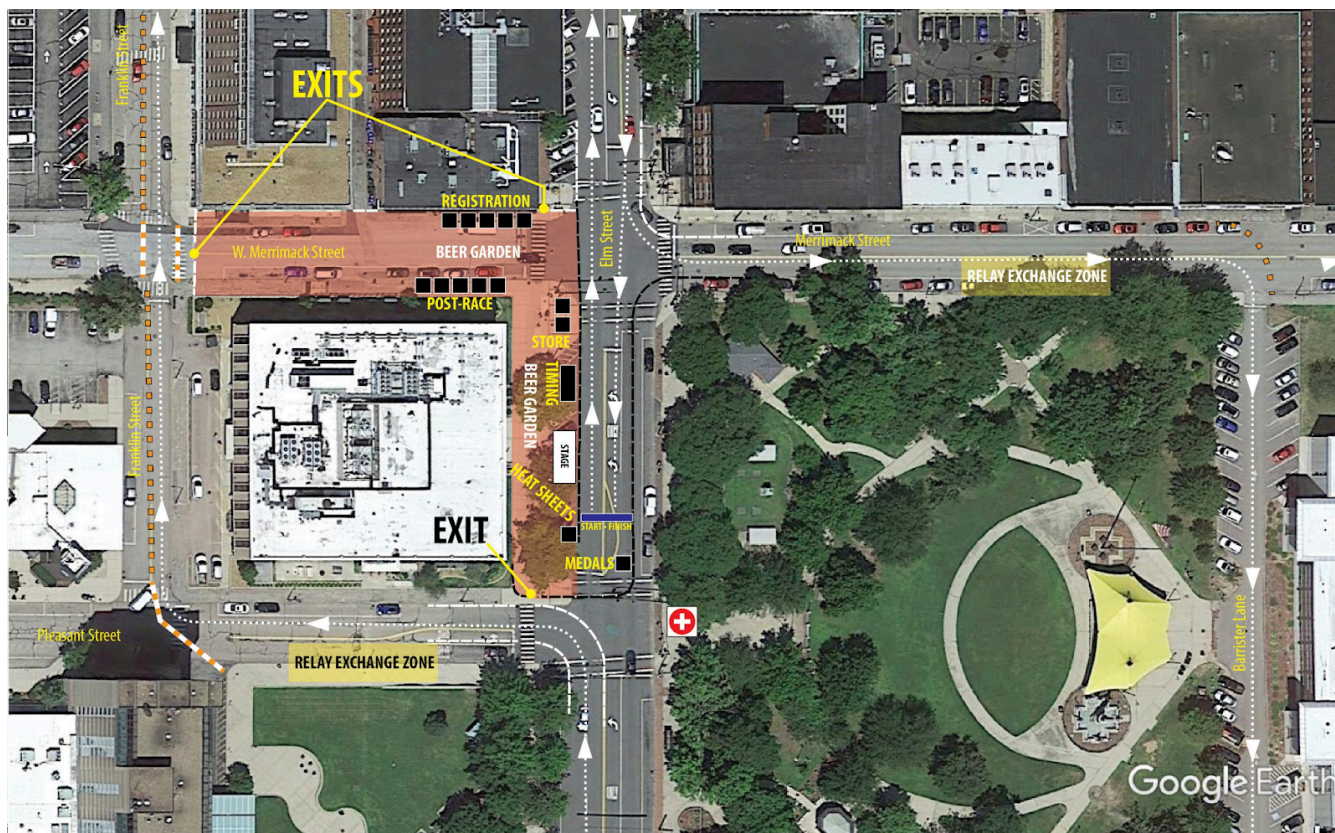 Franklin Street
EXITS
REGISTRATION
Elm Street
W. Merrimack Street
BEER GARDEN
Merrimack Street
RELAY EXCHANGE ZONE
POST-RACE
STORE
TIMING
BEER GARDEN
STAGE
Franklin Street
HEAT SHEETS
EXIT
START • FINISH
MEDALS
Pleasant Street
RELAY EXCHANGE ZONE
Barrister Lane
Google Earth